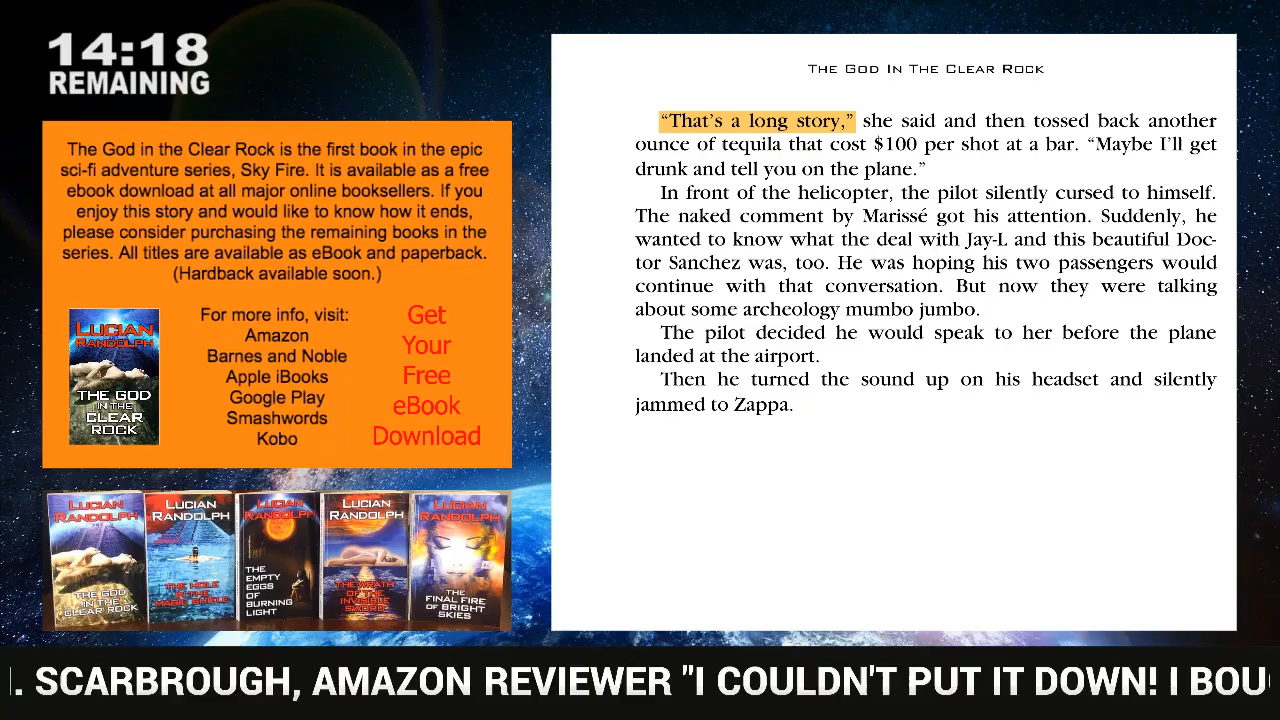 14:18
REMAINING
The God in the Clear Rock is the first book in the epic
sci-fi adventure series, Sky Fire. It is available as a free
ebook download at all major online booksellers. If you
enjoy this story and would like to know how it ends,
please consider purchasing the remaining books in the
series. All titles are available as eBook and paperback.
(Hardback available soon.)
LUCIAN
RANDOLPH
THE GOD
IN THE
CLEAR
ROCK
For more info, visit:
Amazon
Barnes and Noble
Apple iBooks
Google Play
Smashwords
Kobo
Get
Your
Free
eBook
Download
LUCIAN
RANDOLPH
THE GOD
IN THE
CLEAR ROCK
LUCIAN
RANDOLPH
THE HOLE
IN THE
MAGIC SHIELD
LUCIAN
RANDOLPH
THE
EMPTY
EGGS
OF
BURNING
LIGHT
LUCIAN
RANDOLPH
THE WRATH
OF THE
INVISIBLE
SWORD
LUCIAN
RANDOLPH
THE
FINAL FIRE
OF BRIGHT
SKIES
THE GOD IN THE CLEAR ROCK
“That’s a long story,” she said and then tossed back another
ounce of tequila that cost $100 per shot at a bar. “Maybe I’ll get
drunk and tell you on the plane.”
In front of the helicopter, the pilot silently cursed to himself.
The naked comment by Marissé got his attention. Suddenly, he
wanted to know what the deal with Jay-L and this beautiful Doc-
tor Sanchez was, too. He was hoping his two passengers would
continue with that conversation. But now they were talking
about some archeology mumbo jumbo.
The pilot decided he would speak to her before the plane
landed at the airport.
Then he turned the sound up on his headset and silently
jammed to Zappa.
. SCARBROUGH, AMAZON REVIEWER "I COULDN'T PUT IT DOWN! I BOU